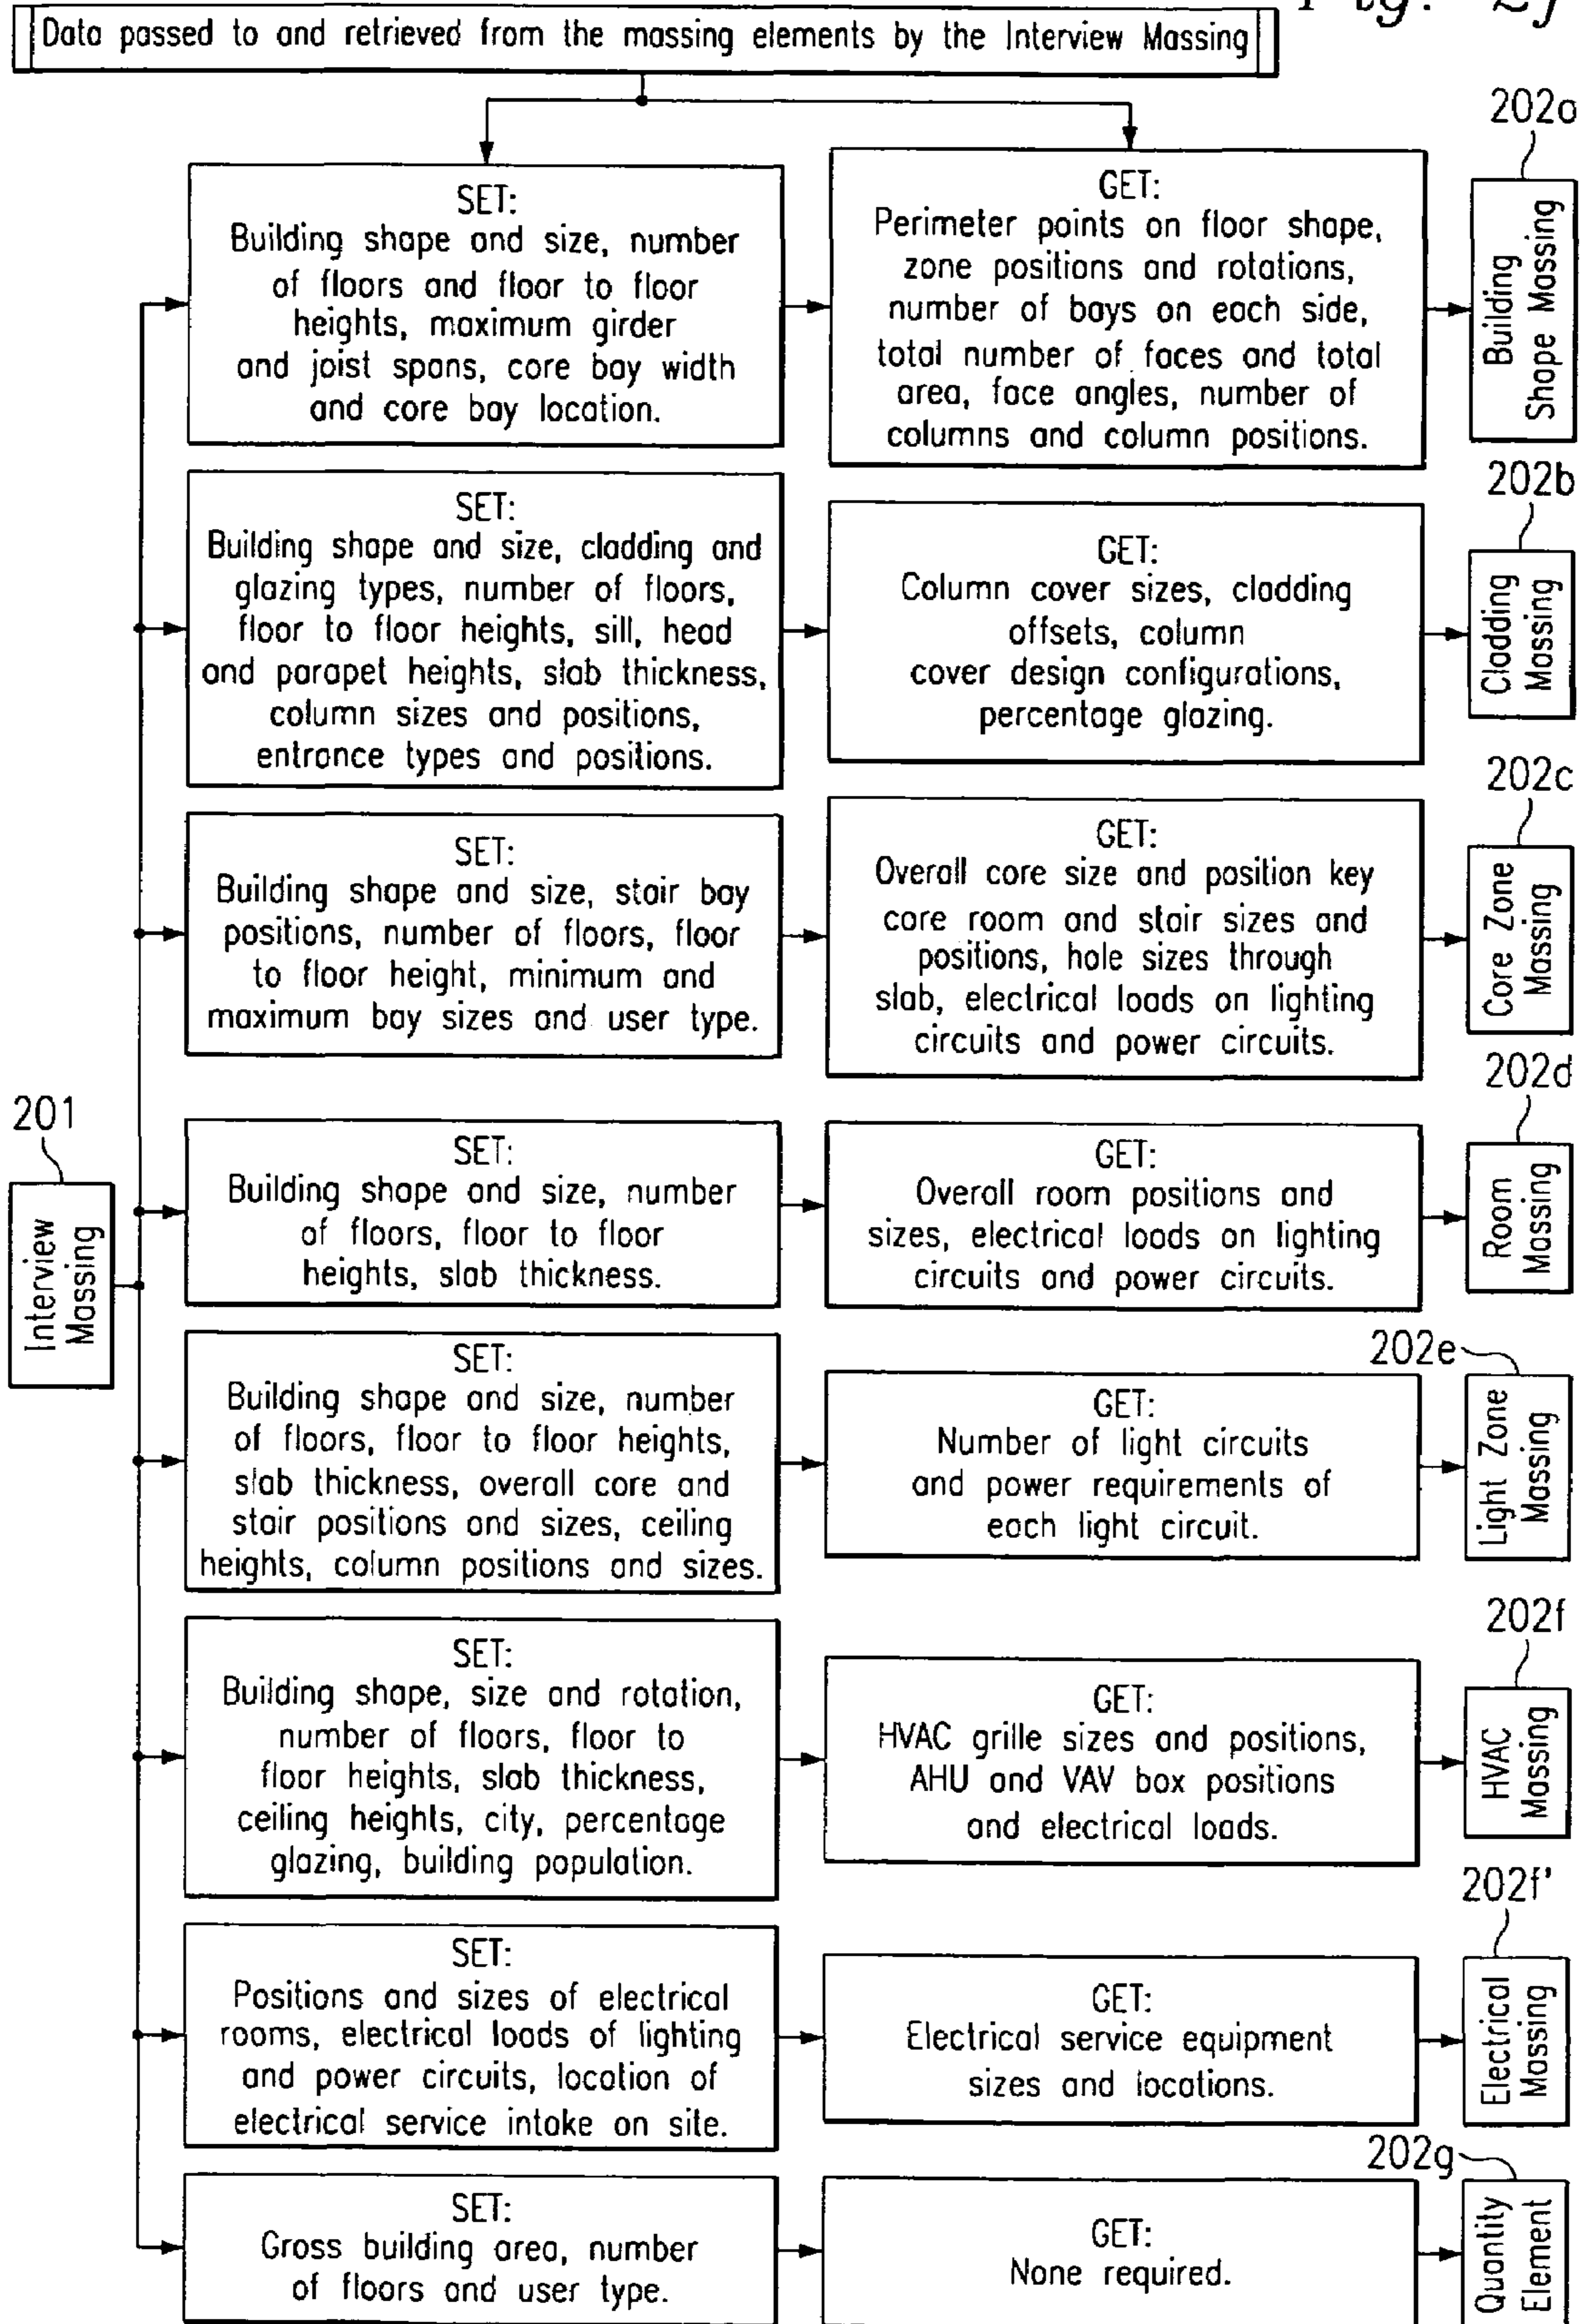 Fig. 2j
Data passed to and retrieved from the massing elements by the Interview Massing
202a
SET:
Building shape and size, number
of floors and floor to floor
heights, maximum girder
and joist spans, core bay width
and core bay location.
GET:
Perimeter points on floor shape,
zone positions and rotations,
number of bays on each side,
total number of faces and total
area, face angles, number of
columns and column positions.
Building
Shape Massing
202b
SET:
Building shape and size, cladding and
glazing types, number of floors,
floor to floor heights, sill, head
and parapet heights, slab thickness,
column sizes and positions,
entrance types and positions.
GET:
Column cover sizes, cladding
offsets, column
cover design configurations,
percentage glazing.
Cladding
Massing
202c
SET:
Building shape and size, stair bay
positions, number of floors, floor
to floor height, minimum and
maximum bay sizes and user type.
GET:
Overall core size and position key
core room and stair sizes and
positions, hole sizes through
slab, electrical loads on lighting
circuits and power circuits.
Core Zone
Massing
202d
201
Interview
Massing
SET:
Building shape and size, number
of floors, floor to floor
heights, slab thickness.
GET:
Overall room positions and
sizes, electrical loads on lighting
circuits and power circuits.
Room
Massing
202e
SET:
Building shape and size, number
of floors, floor to floor heights,
slab thickness, overall core and
stair positions and sizes, ceiling
heights, column positions and sizes.
GET:
Number of light circuits
and power requirements of
each light circuit.
Light Zone
Massing
202f
SET:
Building shape, size and rotation,
number of floors, floor to
floor heights, slab thickness,
ceiling heights, city, percentage
glazing, building population.
GET:
HVAC grille sizes and positions,
AHU and VAV box positions
and electrical loads.
HVAC
Massing
202f'
SET:
Positions and sizes of electrical
rooms, electrical loads of lighting
and power circuits, location of
electrical service intake on site.
GET:
Electrical service equipment
sizes and locations.
Electrical
Massing
202g
SET:
Gross building area, number
of floors and user type.
GET:
None required.
Quantity
Element